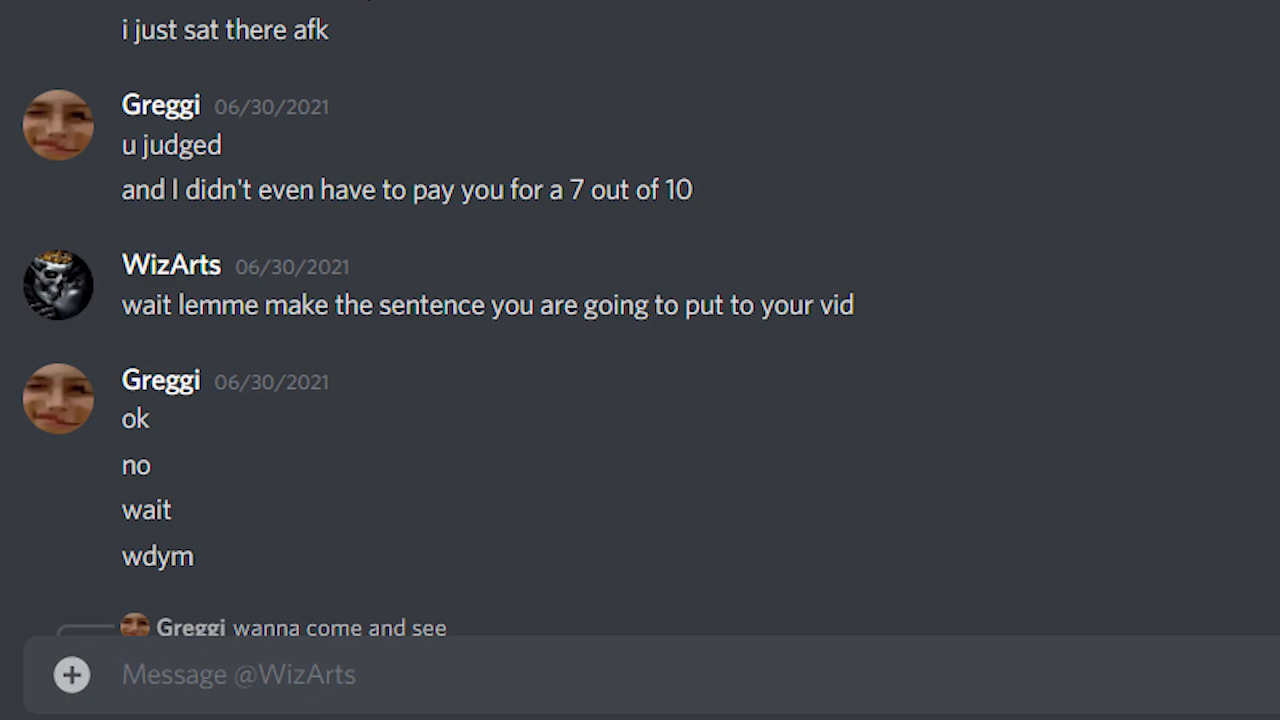 i just sat there afk
Greggi 06/30/2021
u judged
and I didn't even have to pay you for a 7 out of 10
WizArts 06/30/2021
wait lemme make the sentence you are going to put to your vid
Greggi 06/30/2021
ok
no
wait
wdym
Greggi wanna come and see
Message @WizArts